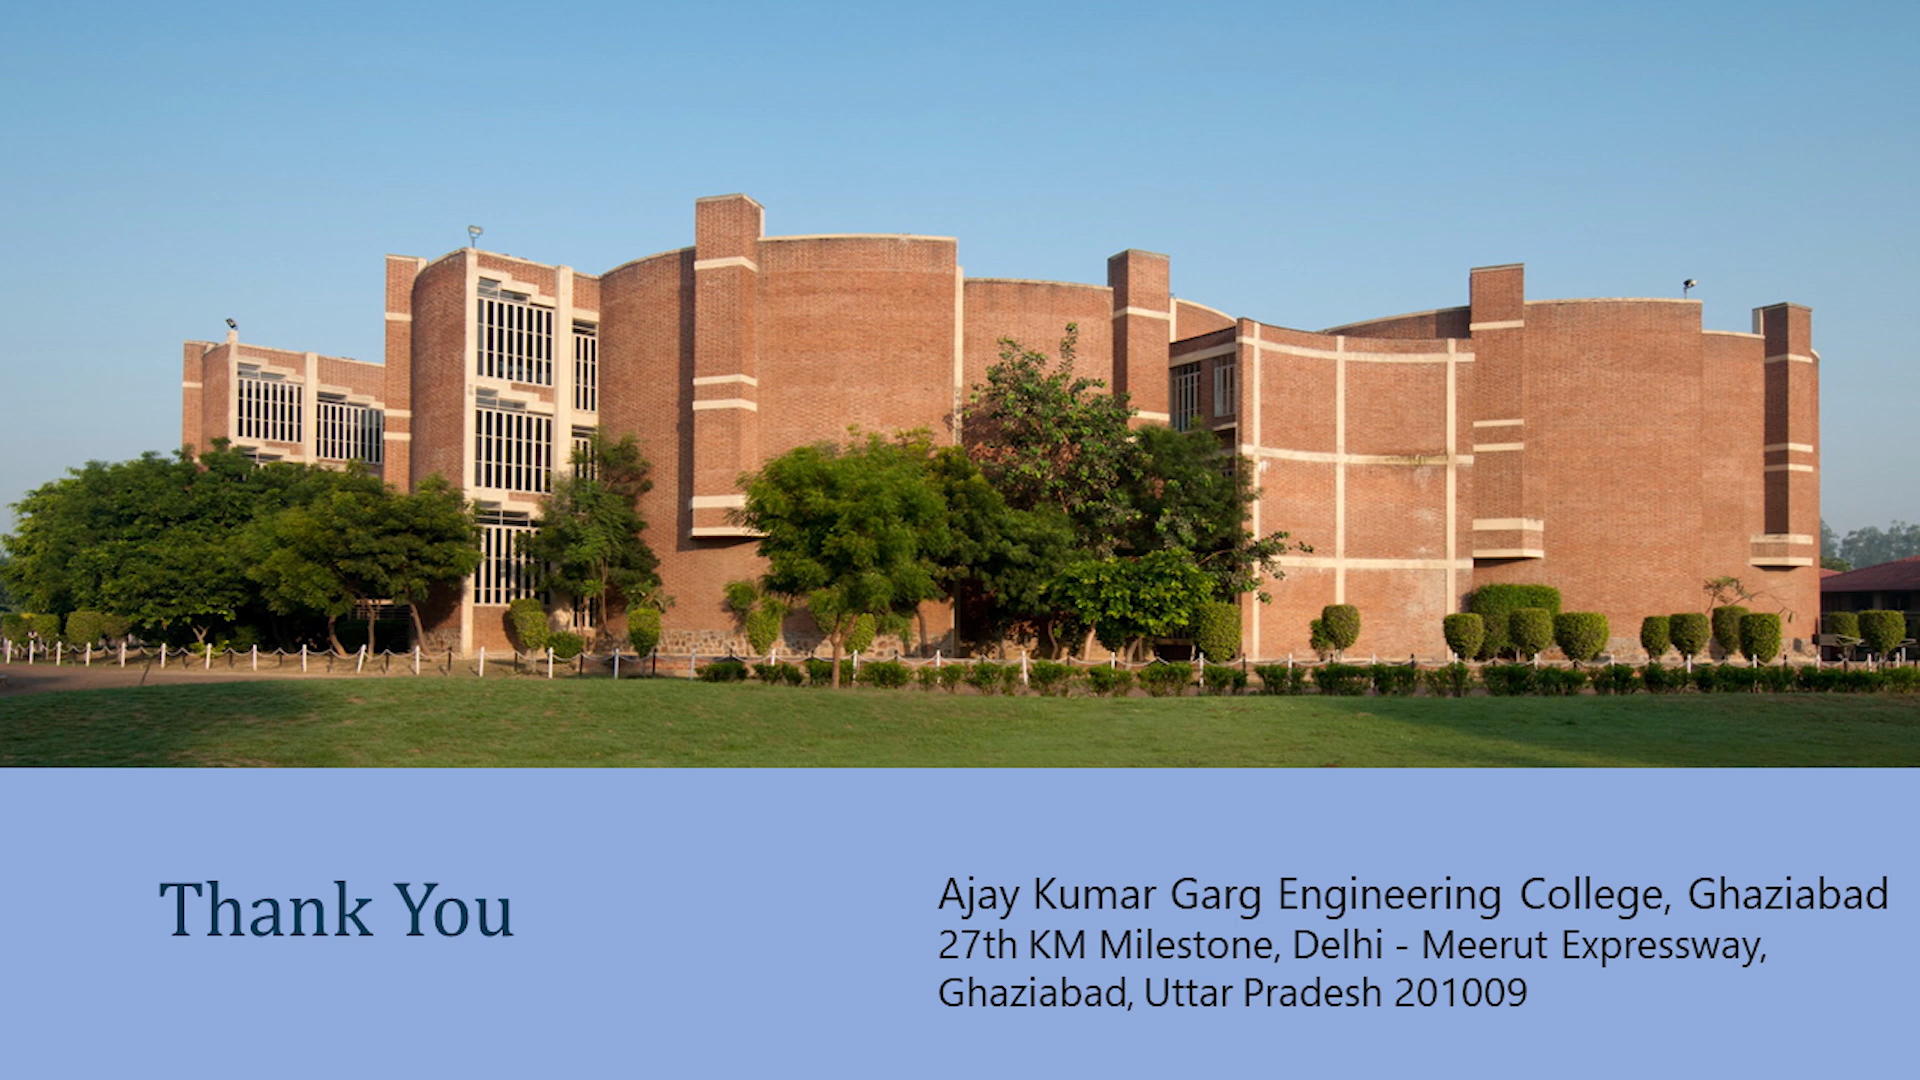 Thank You
Ajay Kumar Garg Engineering College, Ghaziabad
27th KM Milestone, Delhi - Meerut Expressway,
Ghaziabad, Uttar Pradesh 201009